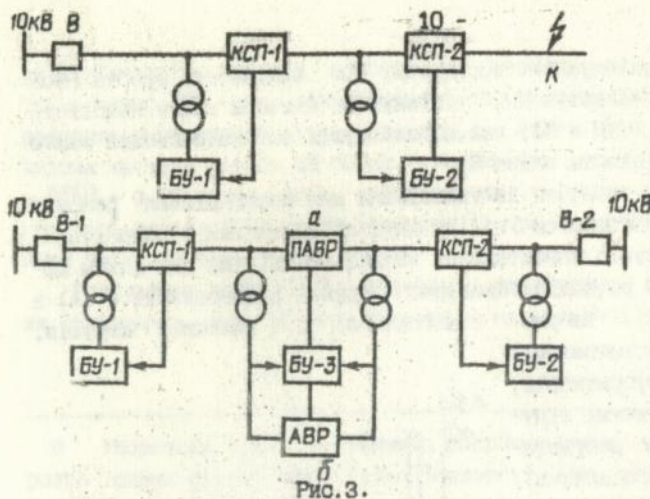 - 10 -
10кВ В КСП-1 КСП-2 К
БУ-1 БУ-2
а
10кВ В-1 КСП-1 ПАВР КСП-2 В-2 10кВ
БУ-1 БУ-3 БУ-2
АВР
б
Рис.3.